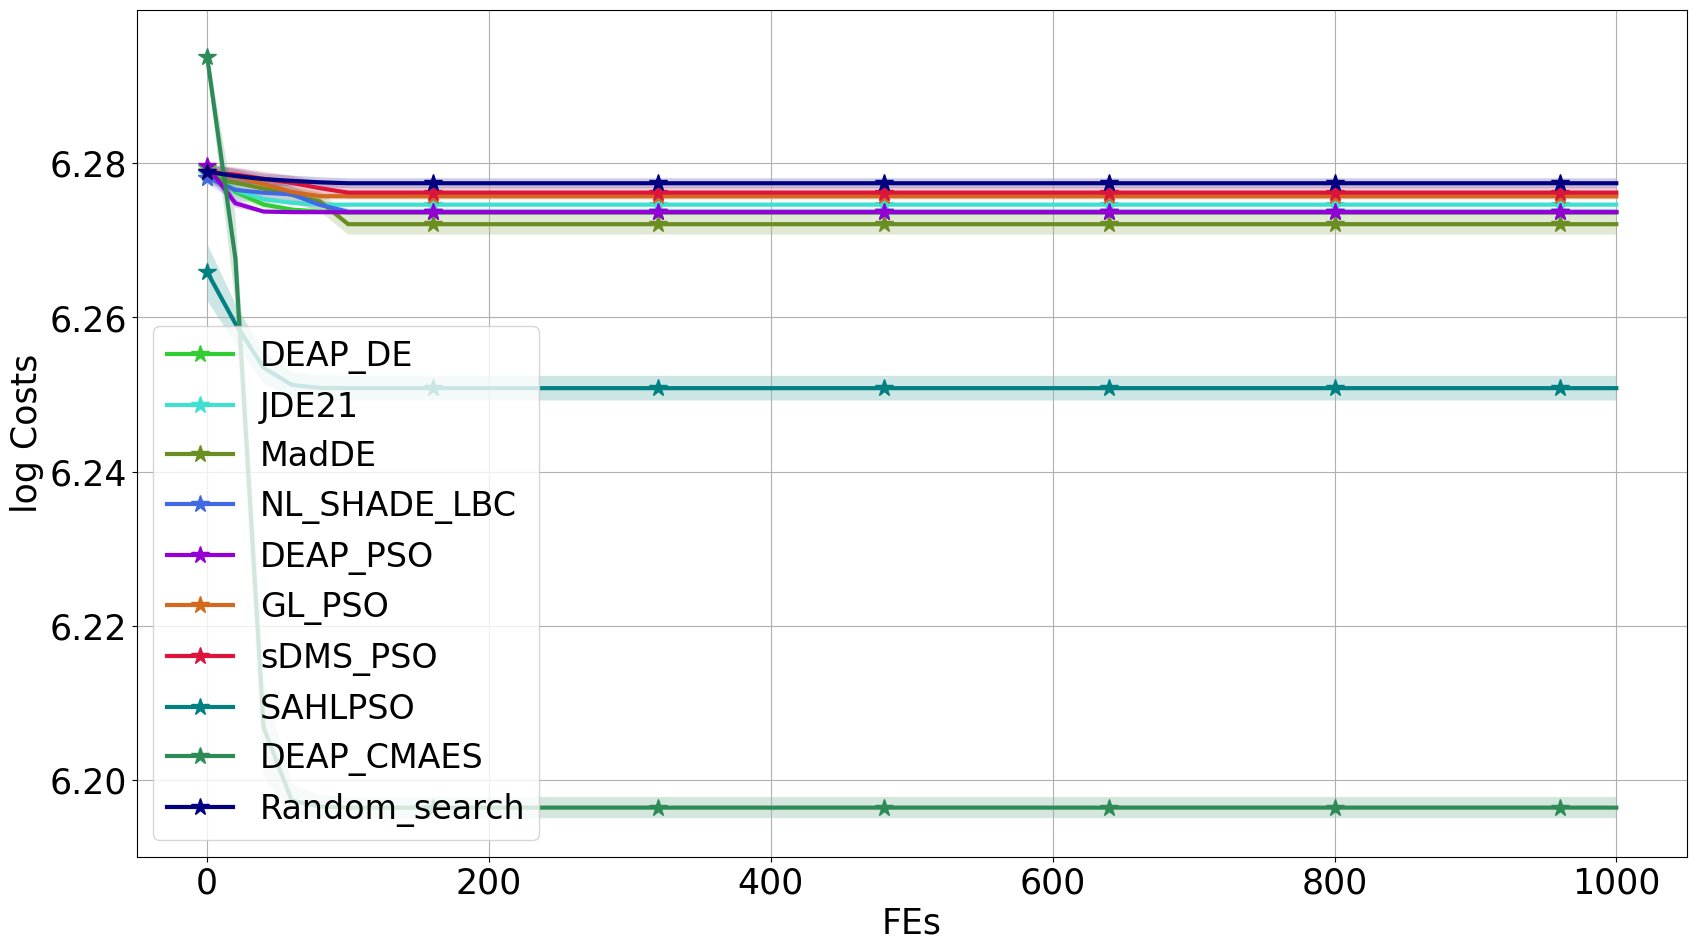 6.28
6.26
6.24
6.22
6.20
log Costs
DEAP_DE
JDE21
MadDE
NL_SHADE_LBC
DEAP_PSO
GL_PSO
sDMS_PSO
SAHLPSO
DEAP_CMAES
Random_search
0 200 400 600 800 1000
FEs